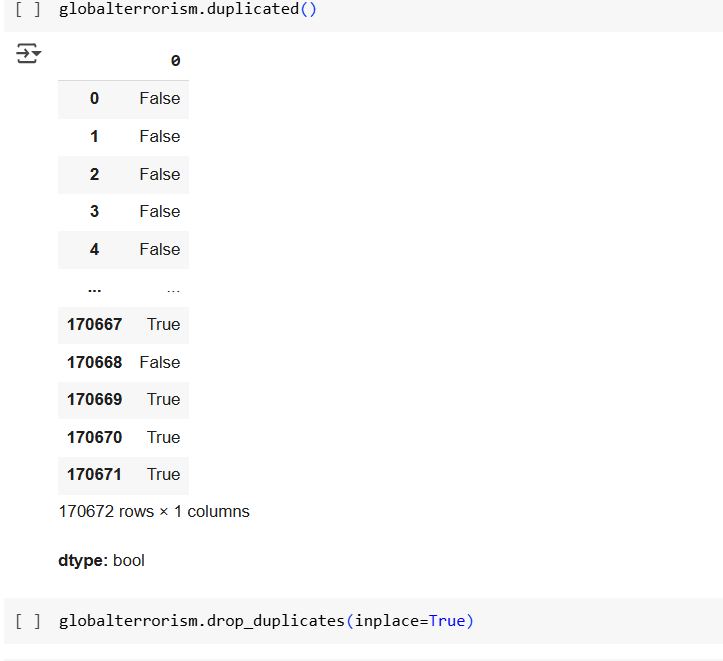 [ ] globalterrorism.duplicated()
0
0 False
1 False
2 False
3 False
4 False
... ...
170667 True
170668 False
170669 True
170670 True
170671 True
170672 rows × 1 columns
dtype: bool
[ ] globalterrorism.drop_duplicates(inplace=True)